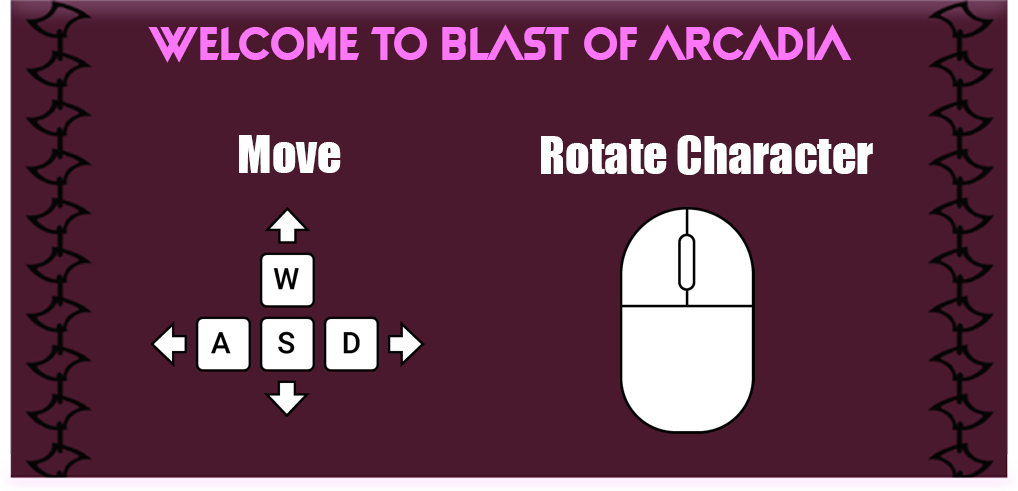 WELCOME TO BLAST OF ARCADIA
Move
Rotate Character
W
A S D